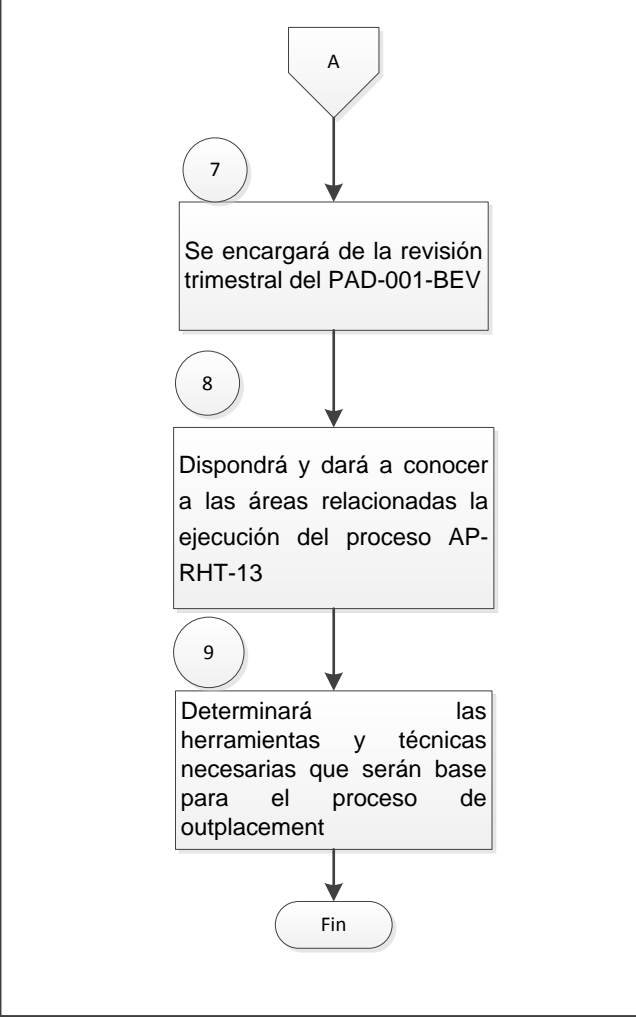 A
7
Se encargará de la revisión
trimestral del PAD-001-BEV
8
Dispondrá y dará a conocer
a las áreas relacionadas la
ejecución del proceso AP-
RHT-13
9
Determinará las
herramientas y técnicas
necesarias que serán base
para el proceso de
outplacement
Fin